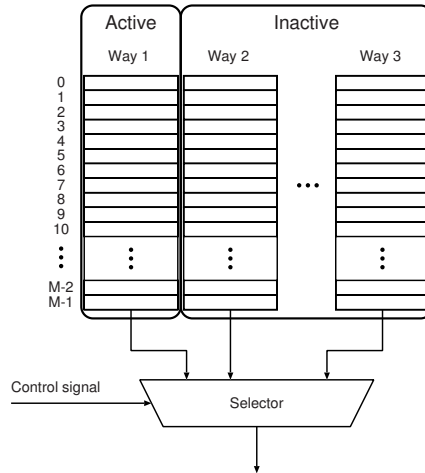 Active Inactive
Way 1 Way 2 Way 3
0
1
2
3
4
5
6
7
8
9
10
M-2
M-1
Control signal
Selector